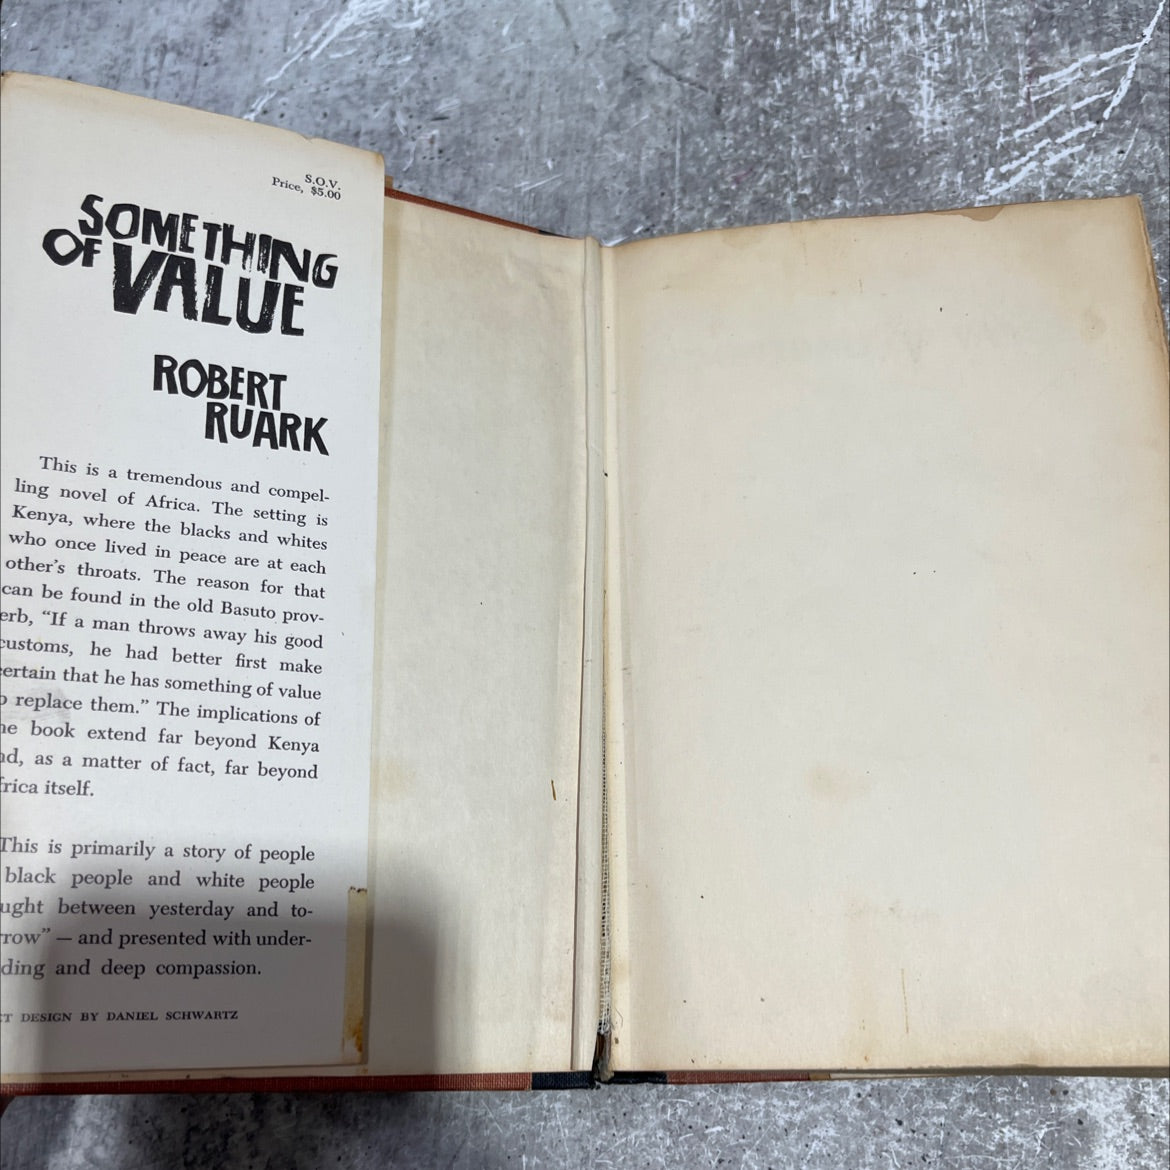 S.O.V.
Price, $5.00
SOMETHING
OF VALUE
ROBERT
RUARK
This is a tremendous and compel-
ling novel of Africa. The setting is
Kenya, where the blacks and whites
who once lived in peace are at each
other's throats. The reason for that
can be found in the old Basuto prov-
erb, “If a man throws away his good
customs, he had better first make
certain that he has something of value
replace them.” The implications of
book extend far beyond Kenya
as a matter of fact, far beyond
frica itself.
This is primarily a story of people
black people and white people
ught between yesterday and to-
rrow” — and presented with under-
ding and deep compassion.
DESIGN BY DANIEL SCHWARTZ